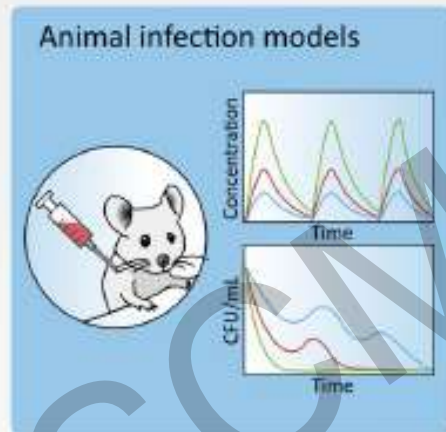 Animal infection models
Concentration
Time
CFU/mL
Time